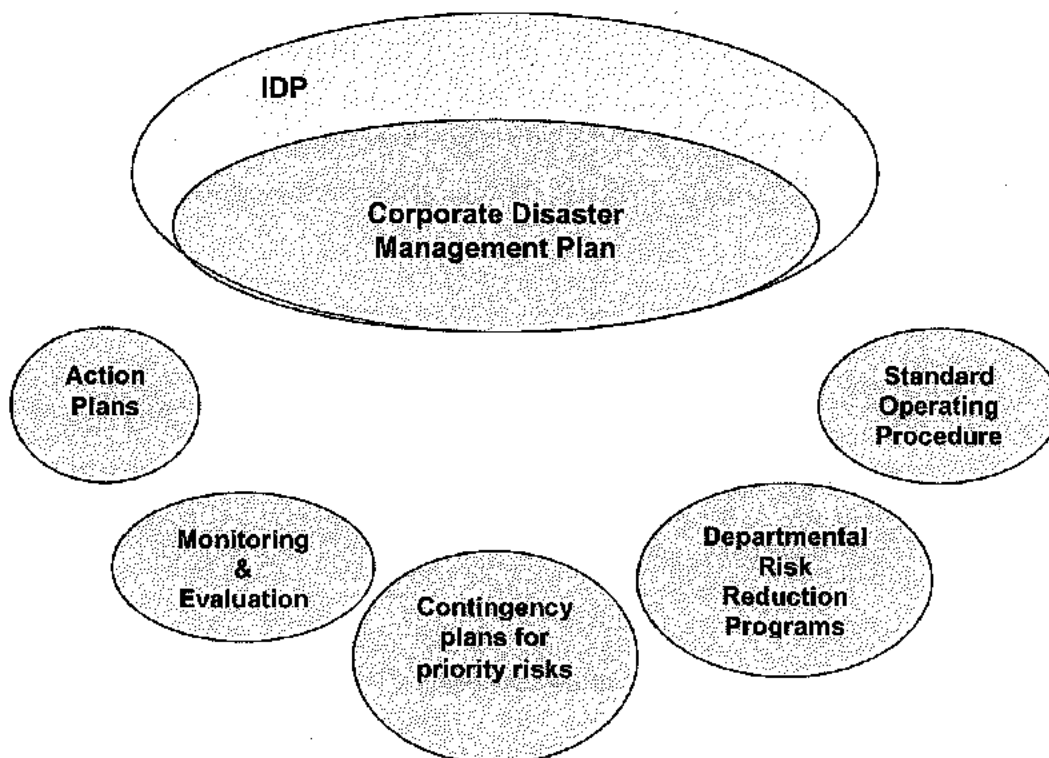 IDP
Corporate Disaster
Management Plan
Action
Plans
Standard
Operating
Procedure
Monitoring
&
Evaluation
Departmental
Risk
Reduction
Programs
Contingency
plans for
priority risks